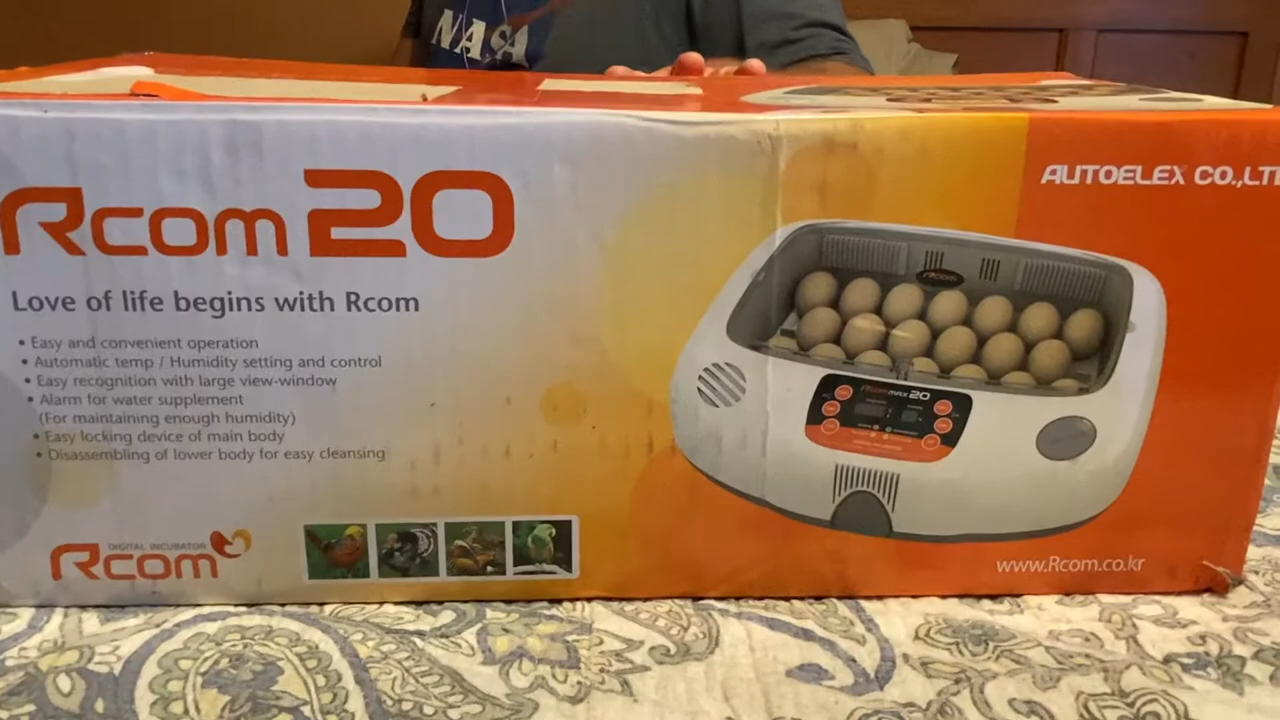 NASA
Rcom 20
AUTOELEX CO.,LT
Love of life begins with Rcom
• Easy and convenient operation
• Automatic temp / Humidity setting and control
• Easy recognition with large view-window
• Alarm for water supplement
(For maintaining enough humidity)
• Easy locking device of main body
• Disassembling of lower body for easy cleansing
Rcom
Rcom MAX 20
DIGITAL INCUBATOR
Rcom
www.Rcom.co.kr